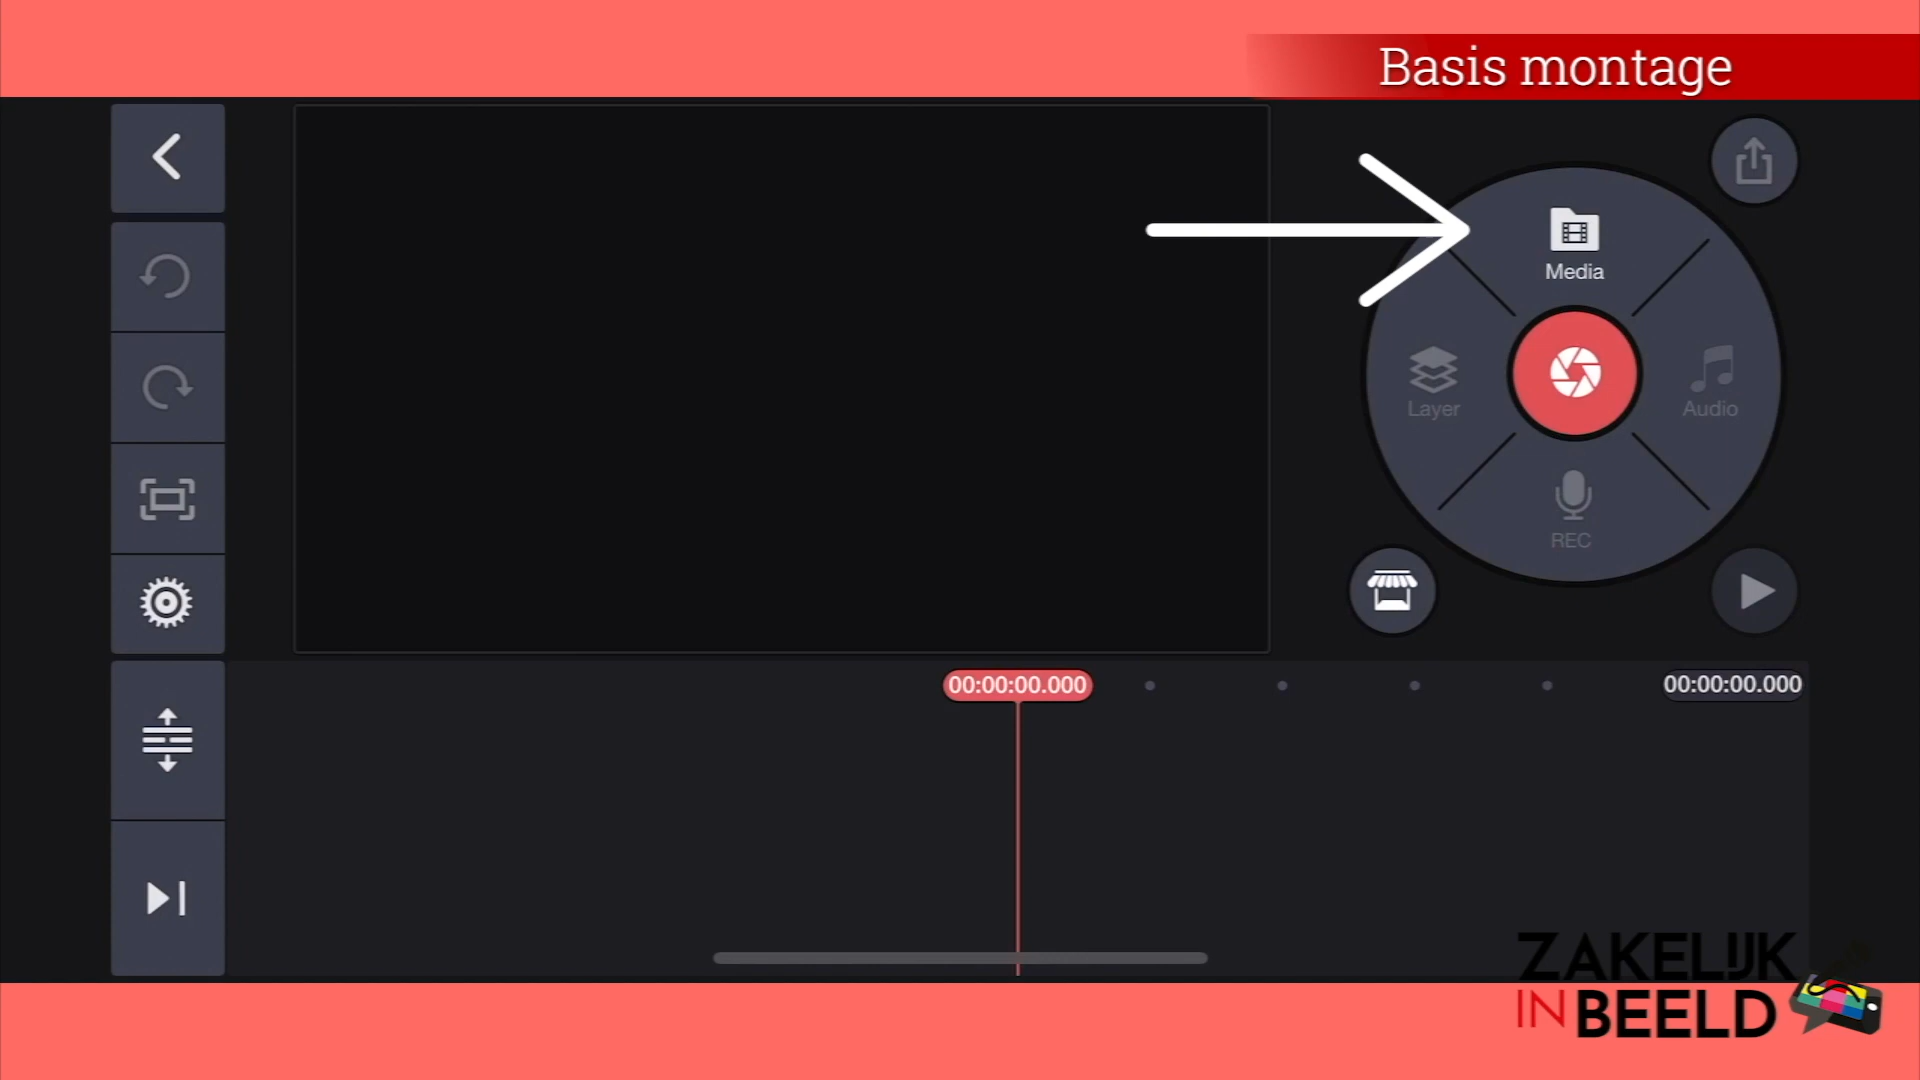 Basis montage
Media
Layer
Audio
REC
00:00:00.000
00:00:00.000
ZAKELIJK
IN BEELD